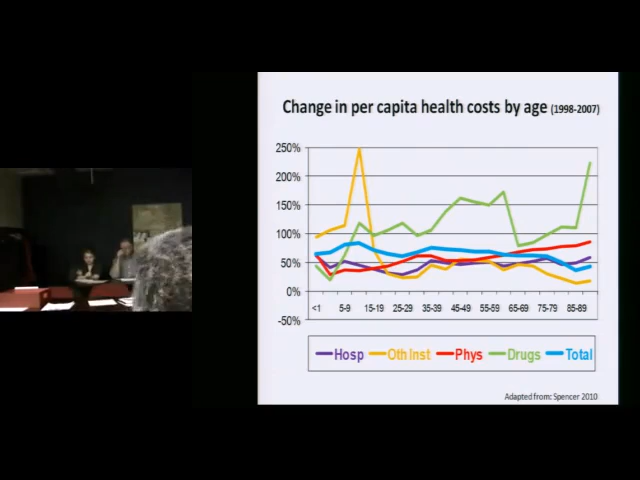 Change in per capita health costs by age (1998-2007)
250%
200%
150%
100%
50%
0%
-50%
<1 5-9 15-19 25-29 35-39 45-49 55-59 65-69 75-79 85-89
Hosp Oth Inst Phys Drugs Total
Adapted from: Spencer 2010